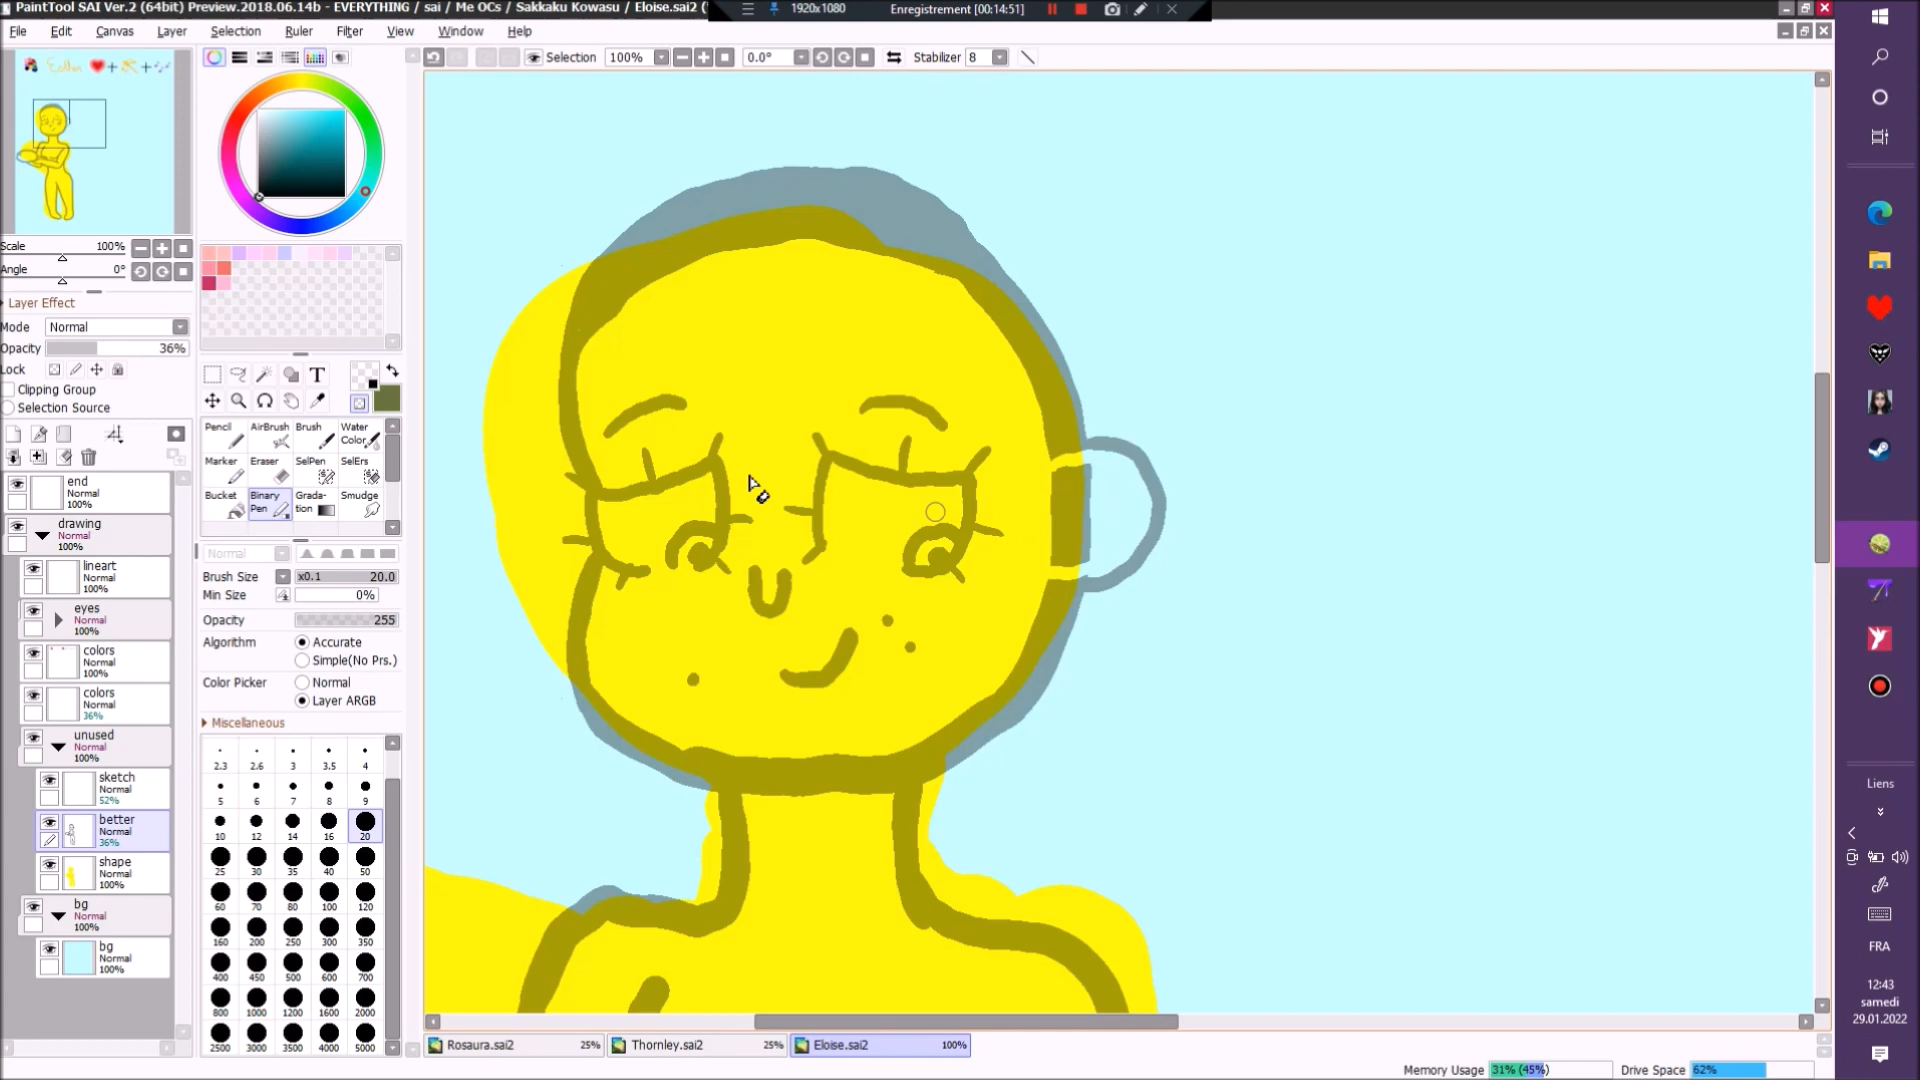 PaintTool SAI Ver.2 (64bit) Preview.2018.06.14b - EVERYTHING / sai / Me OCs / Sakkaku Kowasu / Eloise.sai2 (
1920x1080
Enregistrement [00:14:51]
File Edit Canvas Layer Selection Ruler Filter View Window Help
Selection 100% 0.0° Stabilizer 8
Scale 100%
Angle 0°
Layer Effect
Mode Normal
Opacity 36%
Lock
Clipping Group
Selection Source
end
Normal
100%
drawing
Normal
100%
lineart
Normal
100%
eyes
Normal
100%
colors
Normal
100%
colors
Normal
36%
unused
Normal
100%
sketch
Normal
52%
better
Normal
36%
shape
Normal
100%
bg
Normal
100%
bg
Normal
100%
T
Pencil AirBrush Brush Water Color
Marker Eraser SelPen SelErs
Bucket Binary Pen Grada-tion Smudge
Normal
Brush Size x0.1 20.0
Min Size 0%
Opacity 255
Algorithm Accurate
Simple(No Prs.)
Color Picker Normal
Layer ARGB
Miscellaneous
2.3 2.6 3 3.5 4
5 6 7 8 9
10 12 14 16 20
25 30 35 40 50
60 70 80 100 120
160 200 250 300 350
400 450 500 600 700
800 1000 1200 1600 2000
2500 3000 3500 4000 5000
Rosaura.sai2 25% Thornley.sai2 25% Eloise.sai2 100%
Memory Usage 31% (45%) Drive Space 62%
Liens
FRA
12:43
samedi
29.01.2022